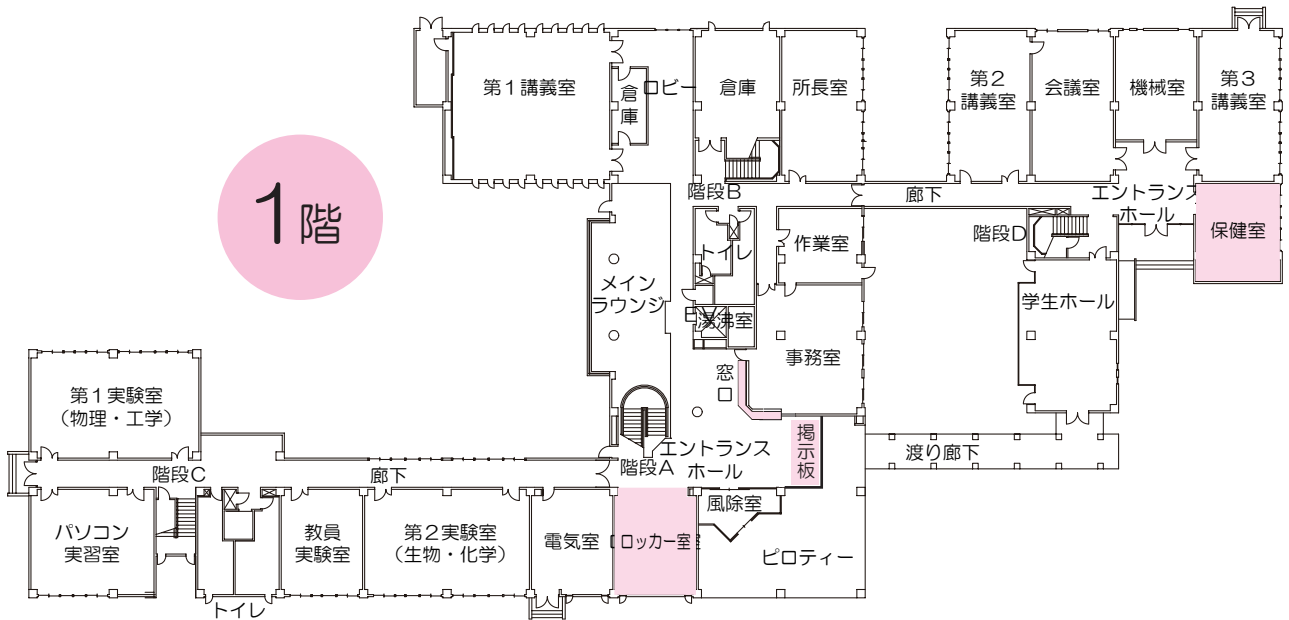 1階
第1講義室
倉庫
ロビー
倉庫
所長室
第2
講義室
会議室
機械室
第3
講義室
階段B
廊下
エントランス
ホール
保健室
トイレ
作業室
階段D
メイン
ラウンジ
学生ホール
湯沸室
事務室
窓口
第1実験室
(物理・工学)
掲示板
エントランス
ホール
階段A
渡り廊下
階段C
廊下
パソコン
実習室
教員
実験室
第2実験室
(生物・化学)
電気室
ロッカー室
風除室
ピロティー
トイレ